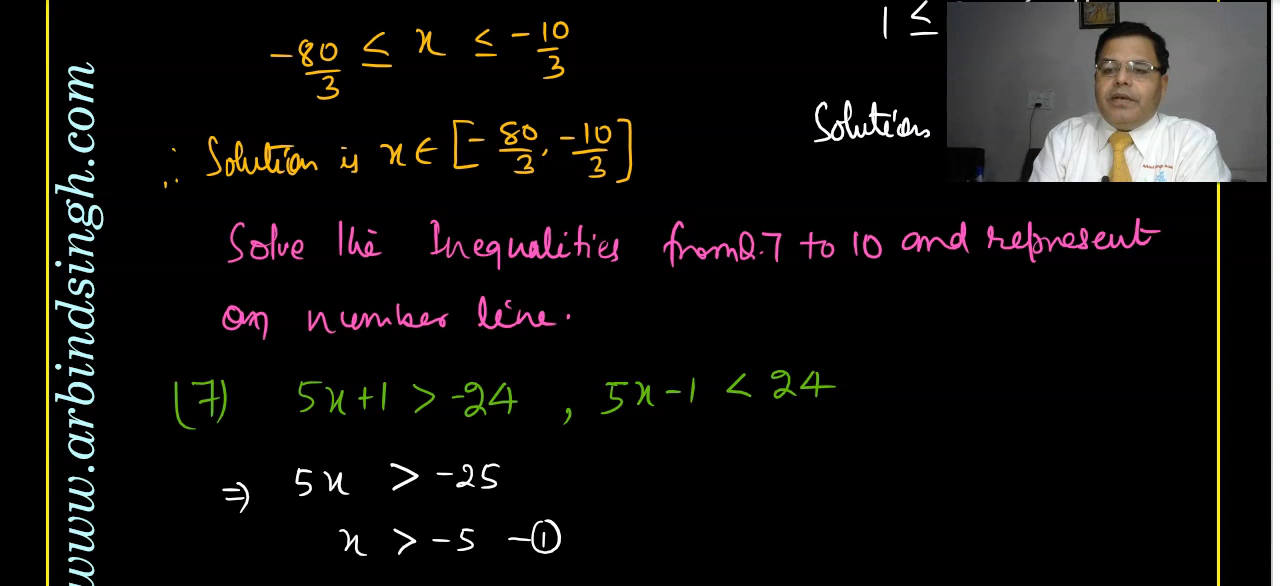 -80/3 ≤ x ≤ -10/3
1 ≤
∴ Solution is x ∈ [-80/3, -10/3]
Solution
Solve the Inequalities from Q.7 to 10 and represent
on number line.
(7) 5x+1 > -24 , 5x-1 < 24
⇒ 5x > -25
x > -5 -①
www.arbindsingh.com